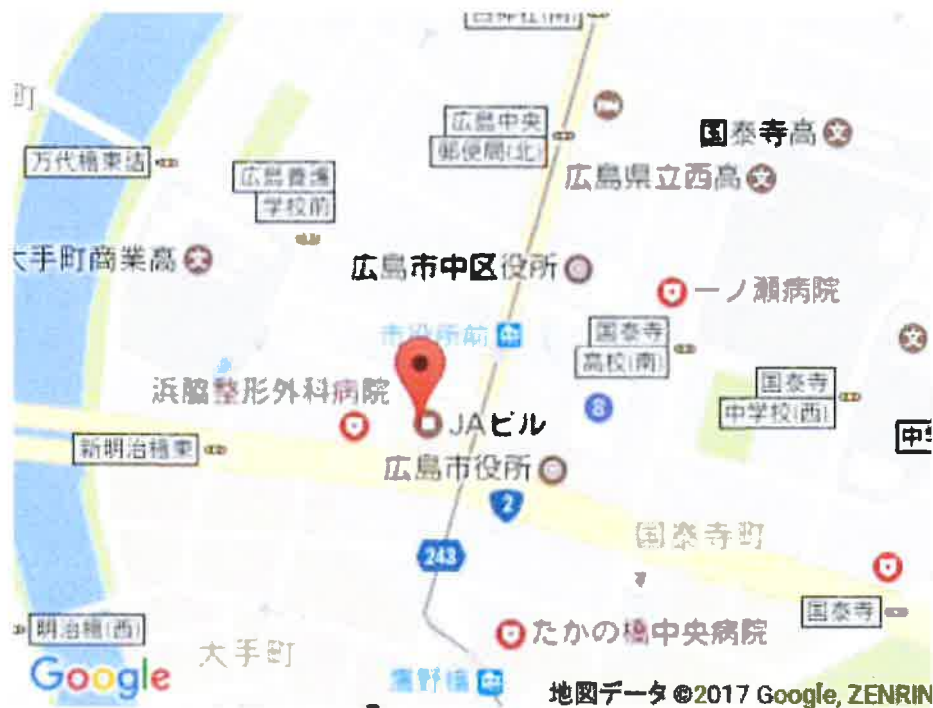 町
広島中央
郵便局(北)
国泰寺高
万代橋東詰
広島県立西高
広島養護
学校前
大手町商業高
広島市中区役所
一ノ瀬病院
市役所前
国泰寺
高校(南)
浜脇整形外科病院
国泰寺
中学校(西)
8
JAビル
新明治橋東
広島市役所
2
国泰寺町
243
国泰寺
明治橋(西)
たかの橋中央病院
大手町
鷹野橋
Google
地図データ ©2017 Google, ZENRIN